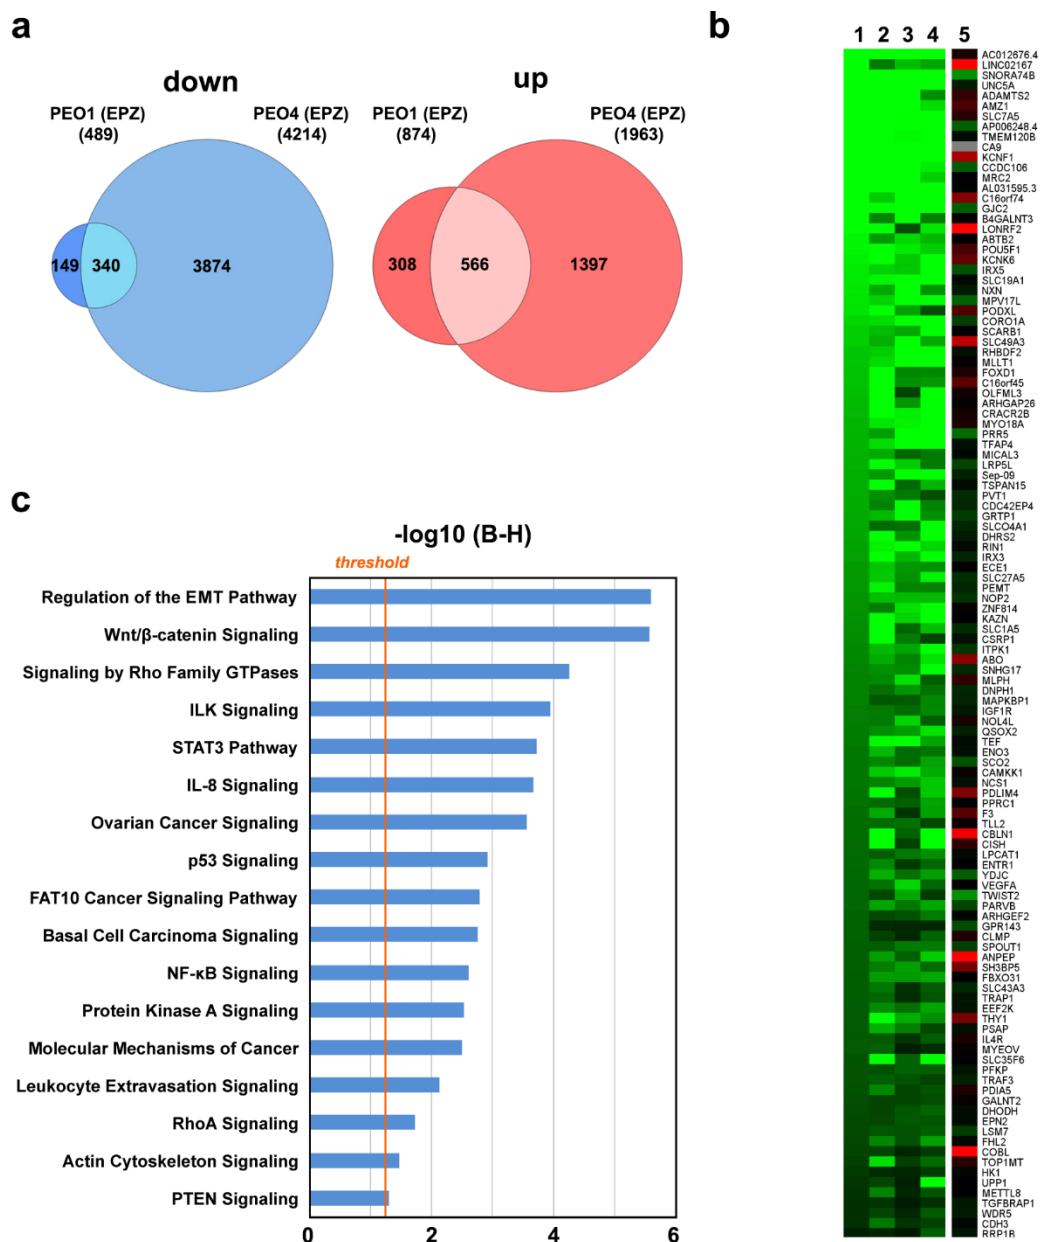 a
down
up
PEO1 (EPZ)
(489)
PEO4 (EPZ)
(4214)
PEO1 (EPZ)
(874)
PEO4 (EPZ)
(1963)
149
340
3874
308
566
1397
b
1 2 3 4 5
AC012676.4
LINC02167
SNORA74B
UNC5A
ADAMTS2
AMZ1
SLC7A5
AP006248.4
TMEM120B
CA9
KCNF1
CCDC106
MRC2
AL031595.3
C16orf74
GJC2
B4GALNT3
LONRF2
ABTB2
POU5F1
KCNK6
IRX5
SLC19A1
NXN
MPV17L
PODXL
CORO1A
SCARB1
SLC49A3
RHBDF2
MLLT1
FOXD1
C16orf45
OLFML3
ARHGAP26
CRACR2B
MYO18A
PRR5
TFAP4
MICAL3
LRP5L
Sep-09
TSPAN15
PVT1
CDC42EP4
GRTP1
SLCO4A1
DHRS2
RIN1
IRX3
ECE1
SLC27A5
PEMT
NOP2
ZNF814
KAZN
SLC1A5
CSRP1
ITPK1
ABO
SNHG17
MLPH
DNPH1
MAPKBP1
IGF1R
NOL4L
QSOX2
TEF
ENO3
SCO2
CAMKK1
NCS1
PDLIM4
PPRC1
F3
TLL2
CBLN1
CISH
LPCAT1
ENTR1
YDJC
VEGFA
TWIST2
PARVB
ARHGEF2
GPR143
CLMP
SPOUT1
ANPEP
SH3BP5
FBXO31
SLC43A3
TRAP1
EEF2K
THY1
PSAP
IL4R
MYEOV
SLC35F6
PFKP
TRAF3
PDIA5
GALNT2
DHODH
EPN2
LSM7
FHL2
COBL
TOP1MT
HK1
UPP1
METTL8
TGFBRAP1
WDR5
CDH3
RRP1B
c
-log10 (B-H)
threshold
Regulation of the EMT Pathway
Wnt/β-catenin Signaling
Signaling by Rho Family GTPases
ILK Signaling
STAT3 Pathway
IL-8 Signaling
Ovarian Cancer Signaling
p53 Signaling
FAT10 Cancer Signaling Pathway
Basal Cell Carcinoma Signaling
NF-κB Signaling
Protein Kinase A Signaling
Molecular Mechanisms of Cancer
Leukocyte Extravasation Signaling
RhoA Signaling
Actin Cytoskeleton Signaling
PTEN Signaling
0 2 4 6